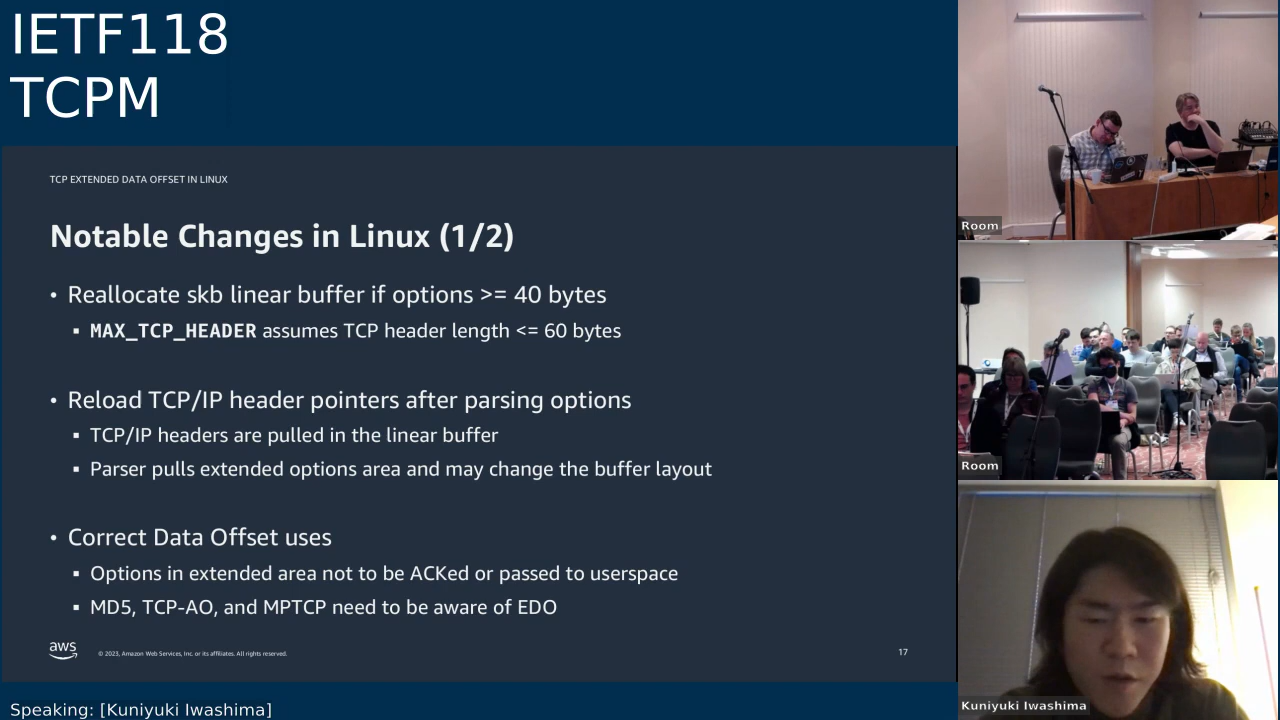 IETF118
TCPM
TCP EXTENDED DATA OFFSET IN LINUX
Notable Changes in Linux (1/2)
• Reallocate skb linear buffer if options >= 40 bytes
▪ MAX_TCP_HEADER assumes TCP header length <= 60 bytes
• Reload TCP/IP header pointers after parsing options
▪ TCP/IP headers are pulled in the linear buffer
▪ Parser pulls extended options area and may change the buffer layout
• Correct Data Offset uses
▪ Options in extended area not to be ACKed or passed to userspace
▪ MD5, TCP-AO, and MPTCP need to be aware of EDO
aws
© 2023, Amazon Web Services, Inc. or its affiliates. All rights reserved.
17
Speaking: [Kuniyuki Iwashima]
Room
Room
Kuniyuki Iwashima